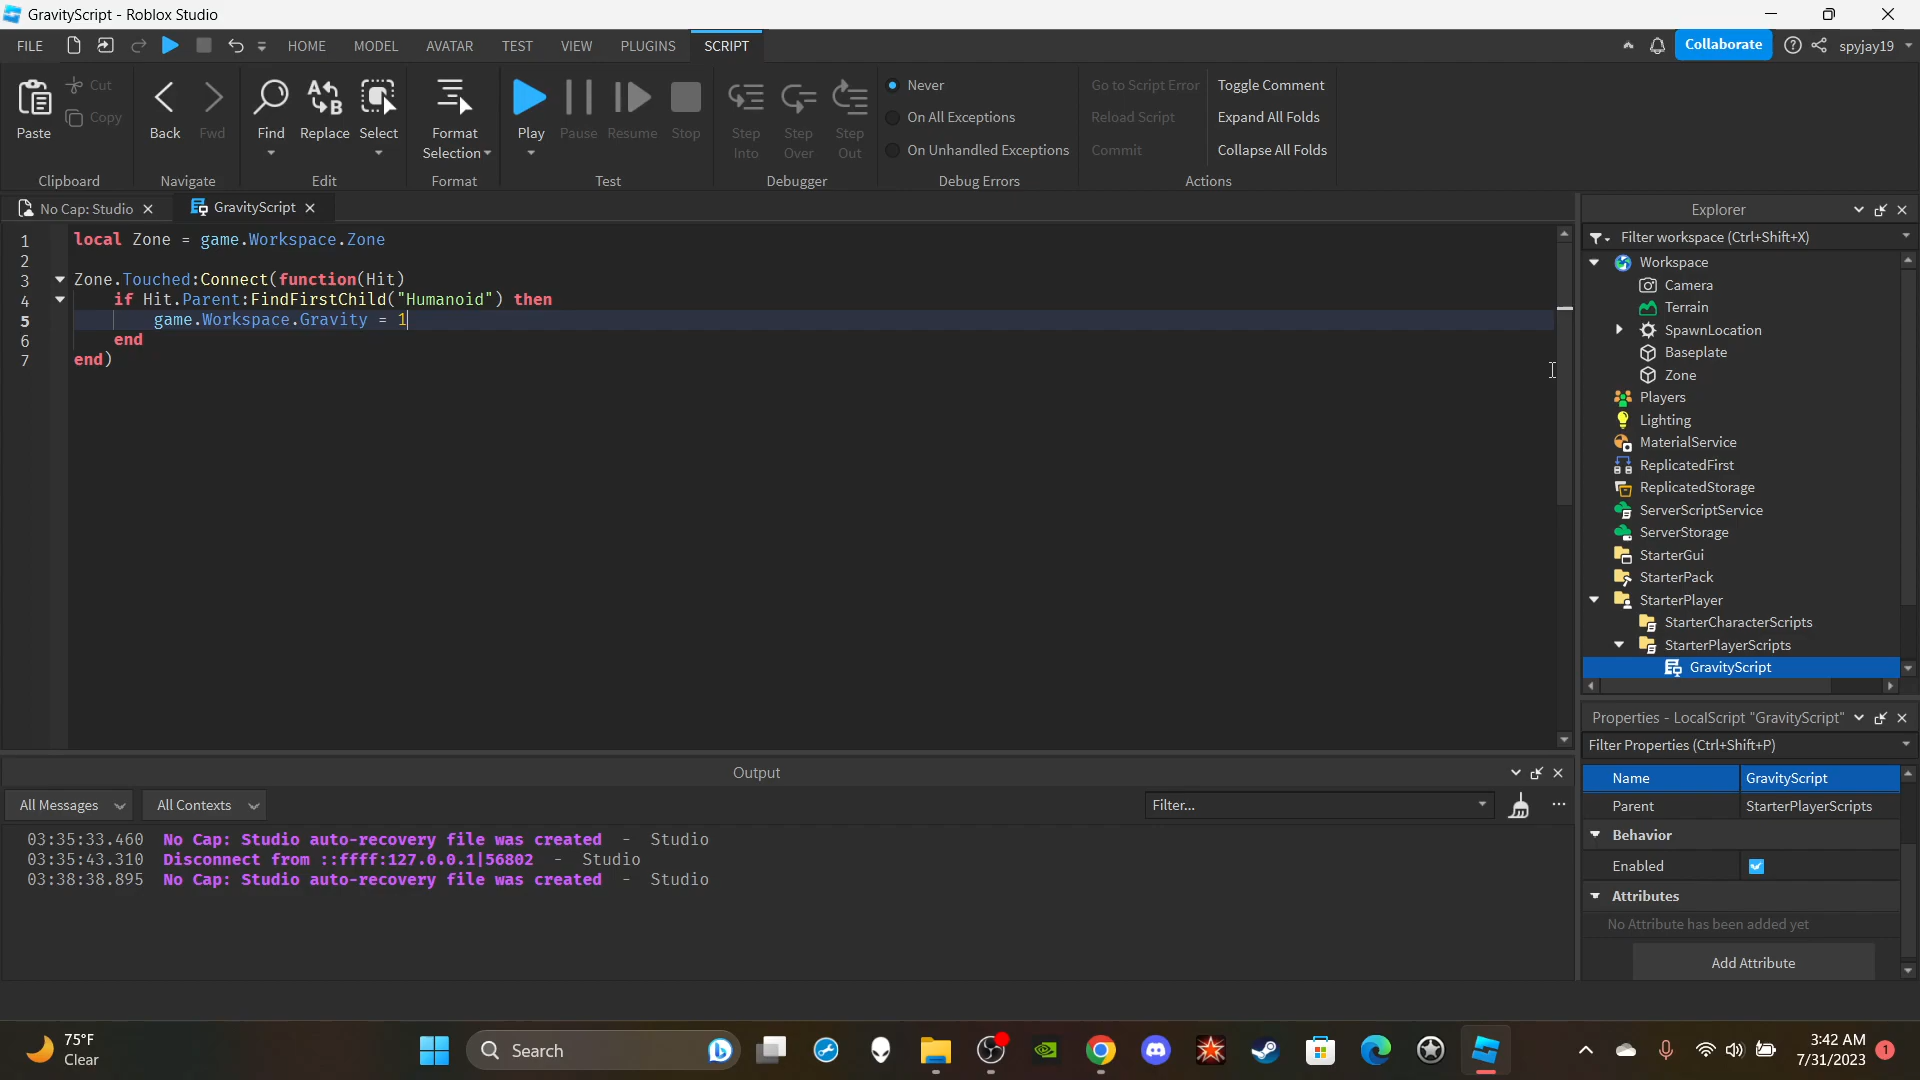 GravityScript - Roblox Studio
FILE HOME MODEL AVATAR TEST VIEW PLUGINS SCRIPT Collaborate spyjay19
Paste Cut Copy
Clipboard
Back Fwd
Navigate
Find Replace Select
Edit
Format Selection
Format
Play Pause Resume Stop
Test
Step Into Step Over Step Out
Debugger
Never
On All Exceptions
On Unhandled Exceptions
Debug Errors
Go to Script Error
Reload Script
Commit
Toggle Comment
Expand All Folds
Collapse All Folds
Actions
No Cap: Studio GravityScript
1 local Zone = game.Workspace.Zone
2
3 Zone.Touched:Connect(function(Hit)
4 if Hit.Parent:FindFirstChild("Humanoid") then
5 game.Workspace.Gravity = 1
6 end
7 end)
Explorer
Filter workspace (Ctrl+Shift+X)
Workspace
Camera
Terrain
SpawnLocation
Baseplate
Zone
Players
Lighting
MaterialService
ReplicatedFirst
ReplicatedStorage
ServerScriptService
ServerStorage
StarterGui
StarterPack
StarterPlayer
StarterCharacterScripts
StarterPlayerScripts
GravityScript
Properties - LocalScript "GravityScript"
Filter Properties (Ctrl+Shift+P)
Name GravityScript
Parent StarterPlayerScripts
Behavior
Enabled
Attributes
No Attribute has been added yet
Add Attribute
Output
All Messages All Contexts Filter...
03:35:33.460 No Cap: Studio auto-recovery file was created - Studio
03:35:43.310 Disconnect from ::ffff:127.0.0.1|56802 - Studio
03:38:38.895 No Cap: Studio auto-recovery file was created - Studio
75°F
Clear
Search
3:42 AM
7/31/2023
1